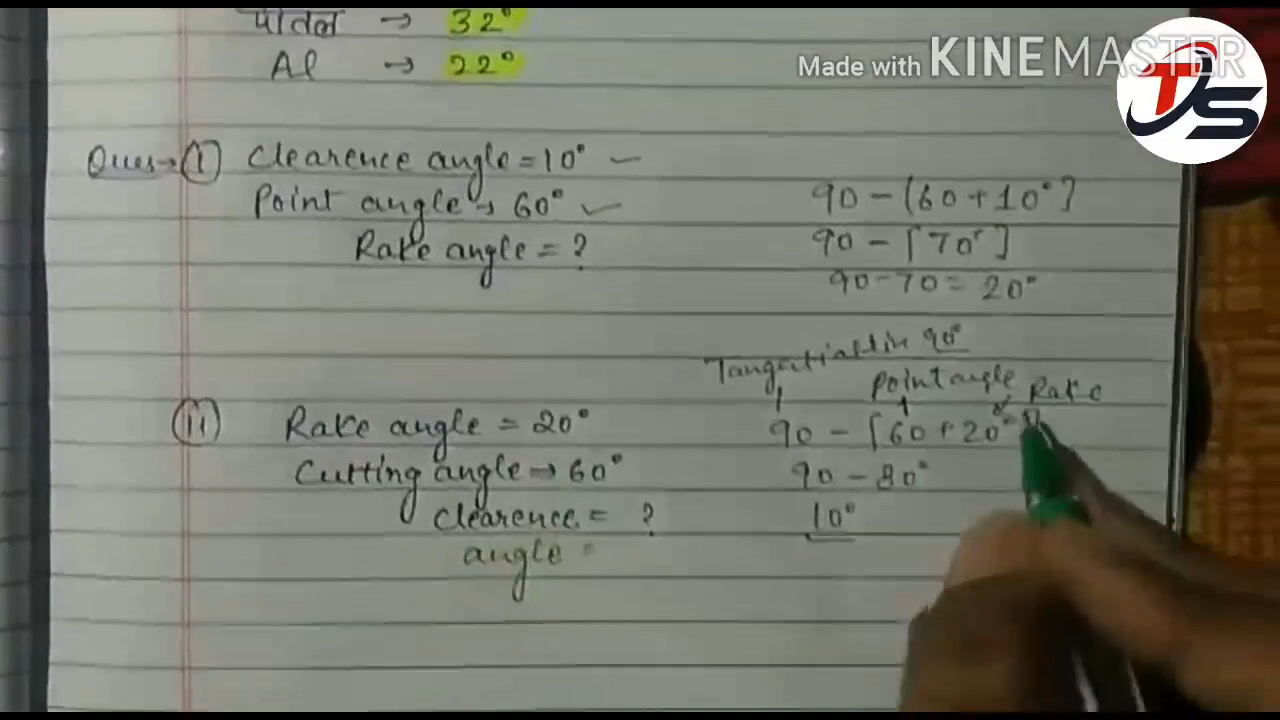 पीतल → 32°
Al → 22°
Made with KINEMASTER
TJS
Ques→ (i) Clearence angle = 10°
Point angle → 60°
Rake angle = ?
90 - [60 + 10°]
90 - [70°]
90 - 70 = 20°
(ii) Rake angle = 20°
Cutting angle → 60°
Clearence = ?
angle =
90°
Point angle Rake
90 - [60 + 20°
90 - 80°
10°